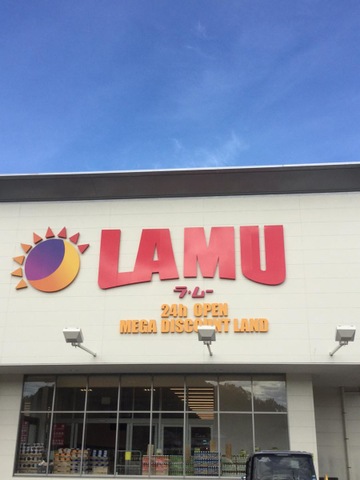 LAMU
ラ・ムー
24h OPEN
MEGA DISCOUNT LAND